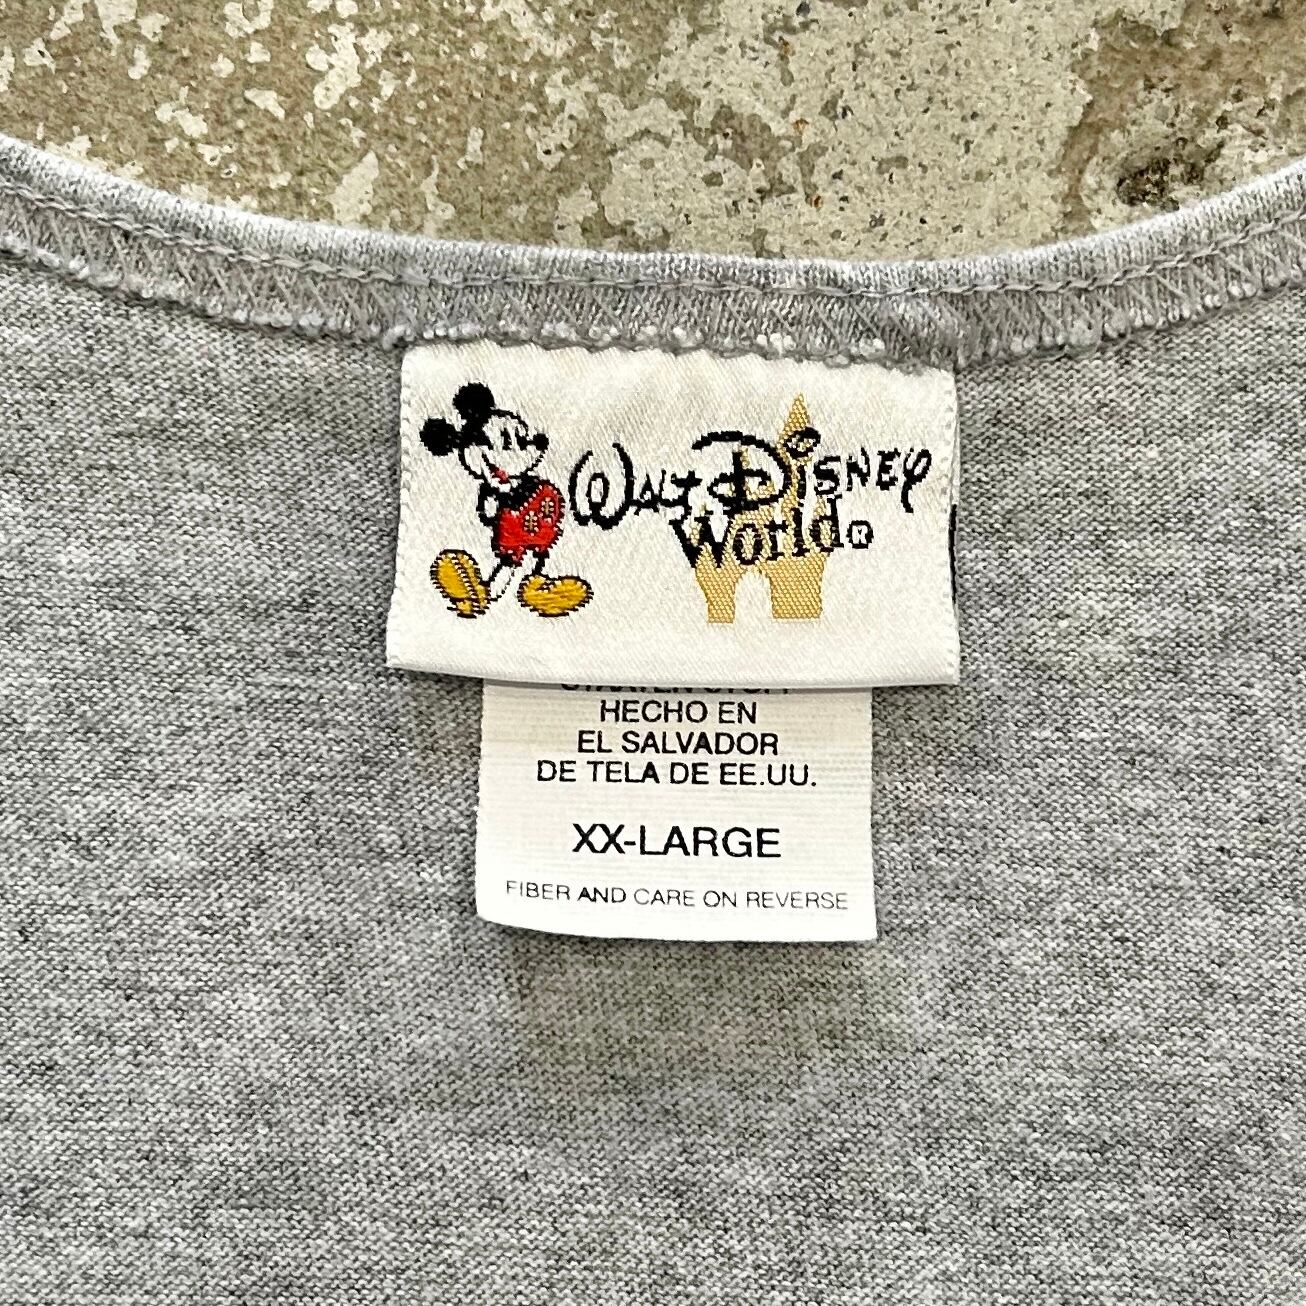 Walt Disney
World®
HECHO EN
EL SALVADOR
DE TELA DE EE.UU.
XX-LARGE
FIBER AND CARE ON REVERSE